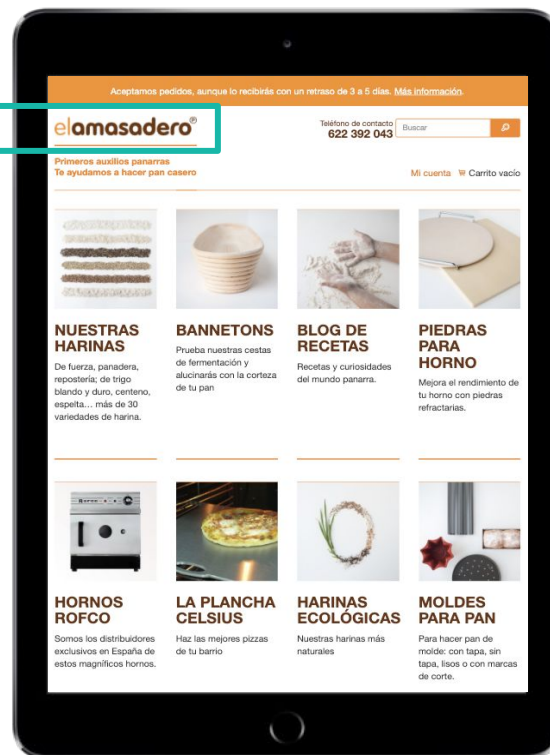 Aceptamos pedidos, aunque lo recibirás con un retraso de 3 a 5 días. Más información.
elamasadero®
Teléfono de contacto
622 392 043
Buscar
Primeros auxilios panarras
Te ayudamos a hacer pan casero
Mi cuenta
Carrito vacío
NUESTRAS
HARINAS
De fuerza, panadera,
repostería; de trigo
blando y duro, centeno,
espelta... más de 30
variedades de harina.
BANNETONS
Prueba nuestras cestas
de fermentación y
alucinarás con la corteza
de tu pan
BLOG DE
RECETAS
Recetas y curiosidades
del mundo panarra.
PIEDRAS
PARA
HORNO
Mejora el rendimiento de
tu horno con piedras
refractarias.
HORNOS
ROFCO
Somos los distribuidores
exclusivos en España de
estos magníficos hornos.
LA PLANCHA
CELSIUS
Haz las mejores pizzas
de tu barrio
HARINAS
ECOLÓGICAS
Nuestras harinas más
naturales
MOLDES
PARA PAN
Para hacer pan de
molde: con tapa, sin
tapa, lisos o con marcas
de corte.